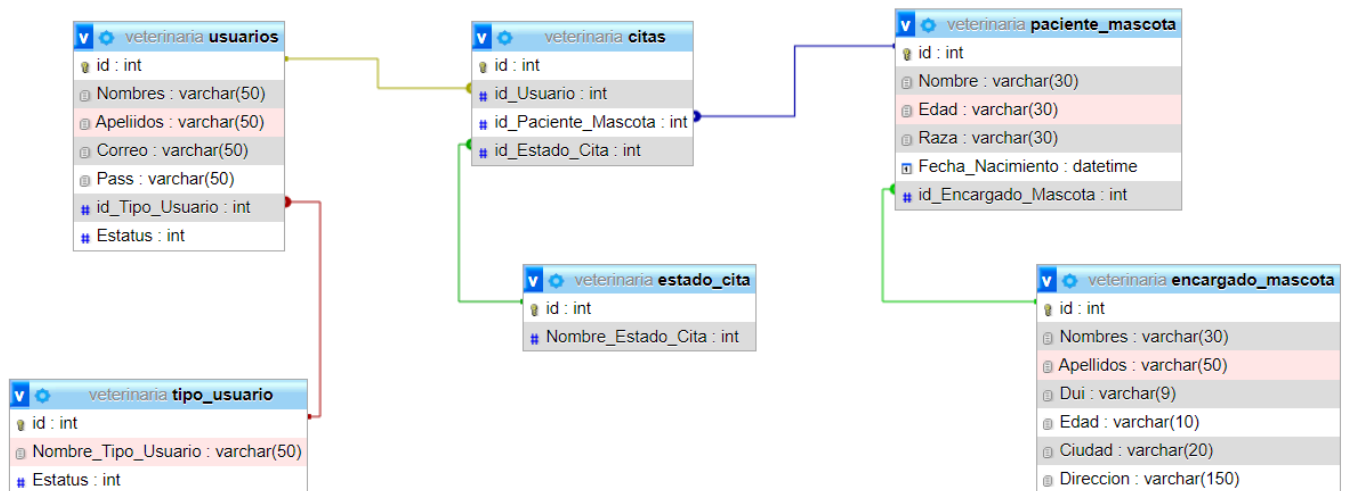 veterinaria usuarios
id : int
Nombres : varchar(50)
Apeliidos : varchar(50)
Correo : varchar(50)
Pass : varchar(50)
id_Tipo_Usuario : int
Estatus : int
veterinaria citas
id : int
id_Usuario : int
id_Paciente_Mascota : int
id_Estado_Cita : int
veterinaria paciente_mascota
id : int
Nombre : varchar(30)
Edad : varchar(30)
Raza : varchar(30)
Fecha_Nacimiento : datetime
id_Encargado_Mascota : int
veterinaria estado_cita
id : int
Nombre_Estado_Cita : int
veterinaria encargado_mascota
id : int
Nombres : varchar(30)
Apellidos : varchar(50)
Dui : varchar(9)
Edad : varchar(10)
Ciudad : varchar(20)
Direccion : varchar(150)
veterinaria tipo_usuario
id : int
Nombre_Tipo_Usuario : varchar(50)
Estatus : int